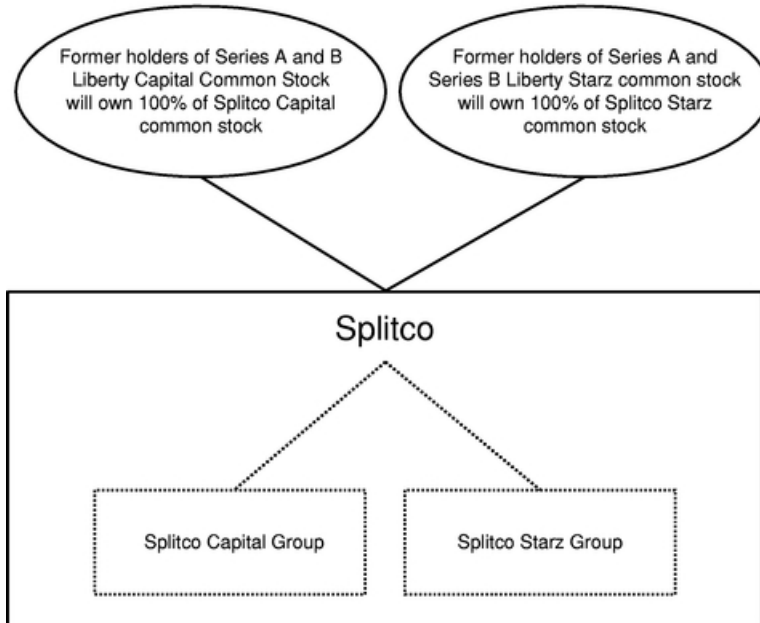 Former holders of Series A and B
Liberty Capital Common Stock
will own 100% of Splitco Capital
common stock
Former holders of Series A and
Series B Liberty Starz common stock
will own 100% of Splitco Starz
common stock
Splitco
Splitco Capital Group
Splitco Starz Group